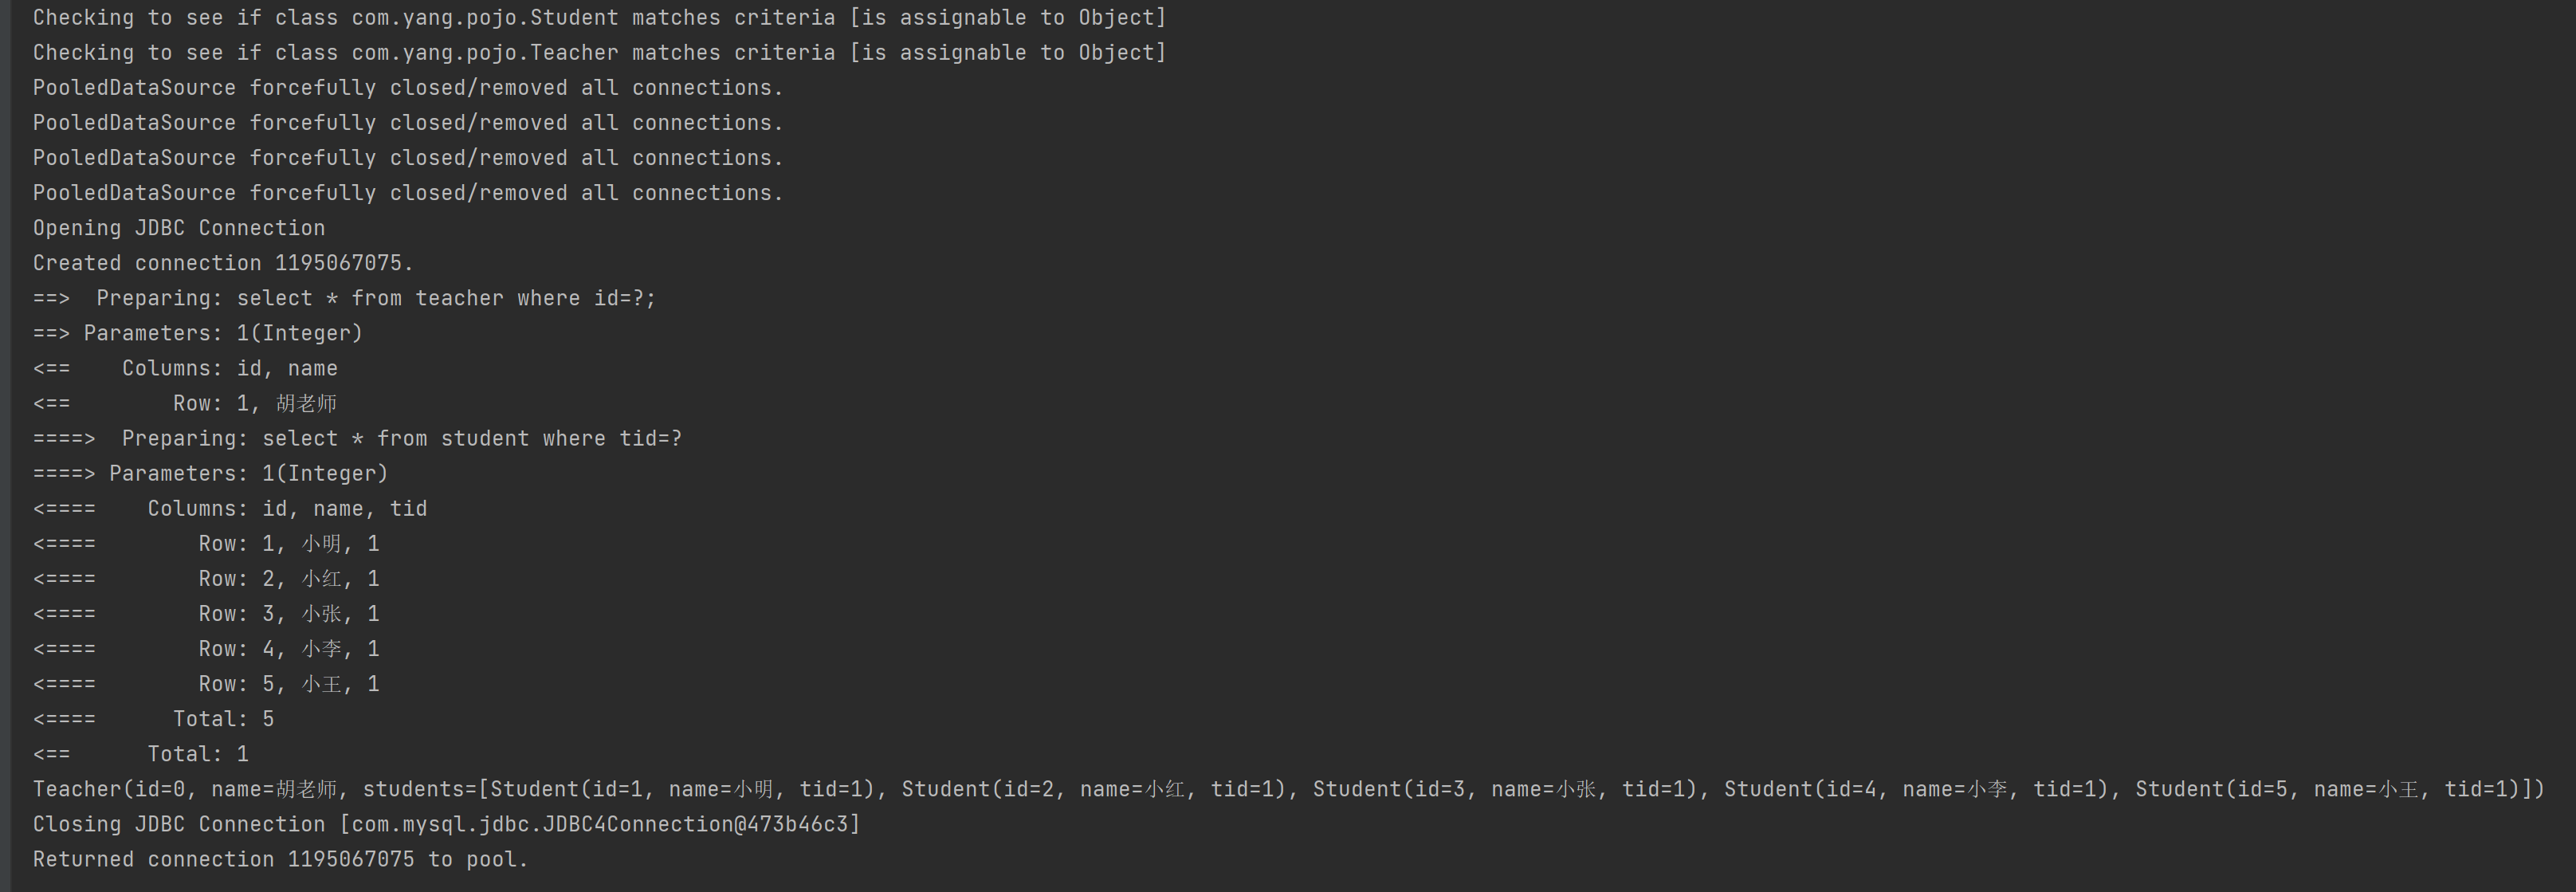 Checking to see if class com.yang.pojo.Student matches criteria [is assignable to Object]
Checking to see if class com.yang.pojo.Teacher matches criteria [is assignable to Object]
PooledDataSource forcefully closed/removed all connections.
PooledDataSource forcefully closed/removed all connections.
PooledDataSource forcefully closed/removed all connections.
PooledDataSource forcefully closed/removed all connections.
Opening JDBC Connection
Created connection 1195067075.
==>  Preparing: select * from teacher where id=?;
==> Parameters: 1(Integer)
<==    Columns: id, name
<==        Row: 1, 胡老师
====>  Preparing: select * from student where tid=?
====> Parameters: 1(Integer)
<====    Columns: id, name, tid
<====        Row: 1, 小明, 1
<====        Row: 2, 小红, 1
<====        Row: 3, 小张, 1
<====        Row: 4, 小李, 1
<====        Row: 5, 小王, 1
<====      Total: 5
<==      Total: 1
Teacher(id=0, name=胡老师, students=[Student(id=1, name=小明, tid=1), Student(id=2, name=小红, tid=1), Student(id=3, name=小张, tid=1), Student(id=4, name=小李, tid=1), Student(id=5, name=小王, tid=1)])
Closing JDBC Connection [com.mysql.jdbc.JDBC4Connection@473b46c3]
Returned connection 1195067075 to pool.